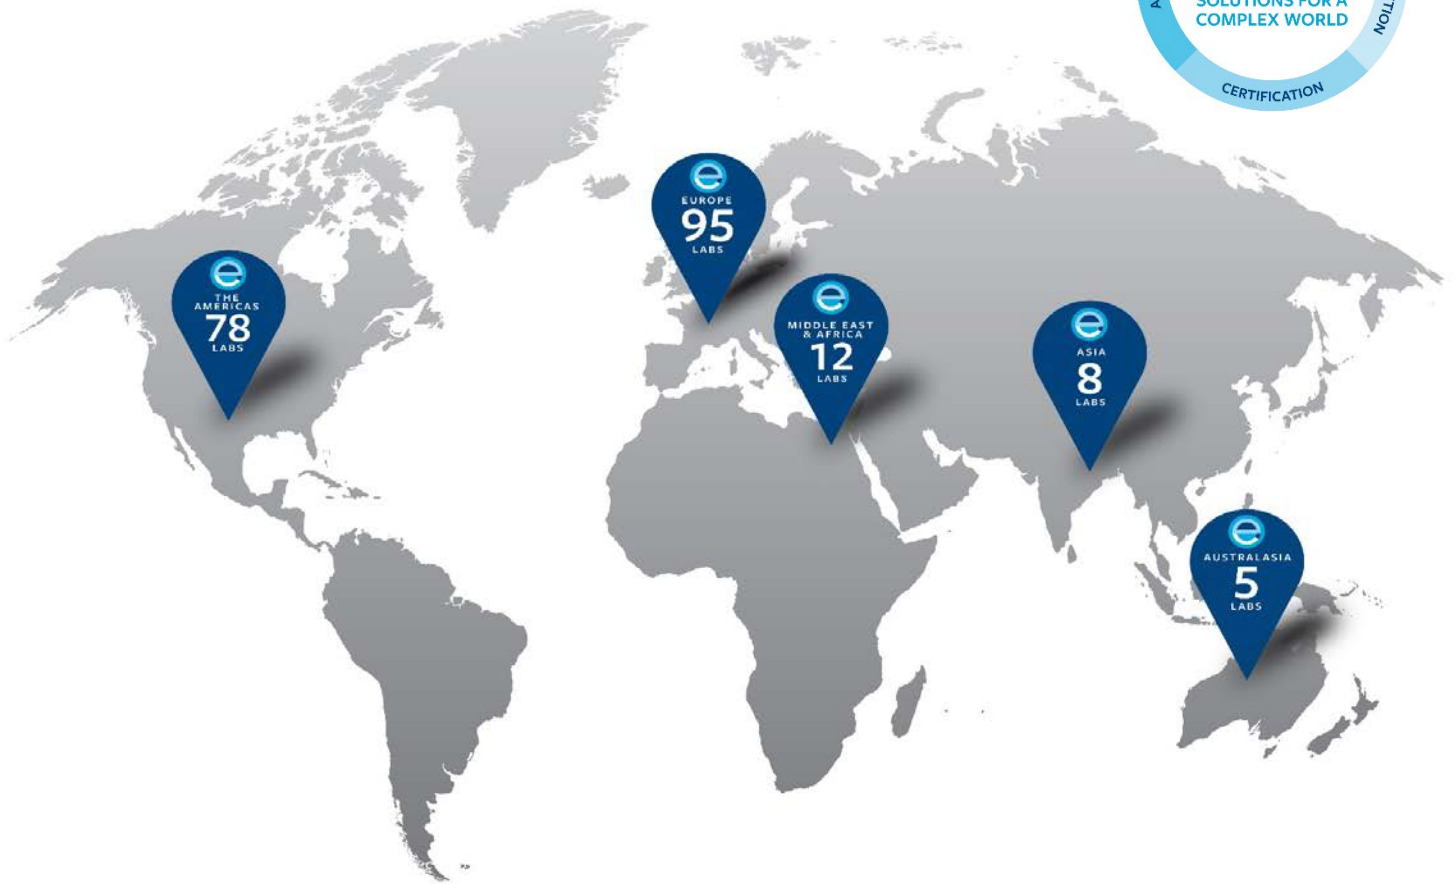 SOLUTIONS FOR A
COMPLEX WORLD
CERTIFICATION
e
EUROPE
95
LABS
e
THE
AMERICAS
78
LABS
e
MIDDLE EAST
& AFRICA
12
LABS
e
ASIA
8
LABS
e
AUSTRALASIA
5
LABS